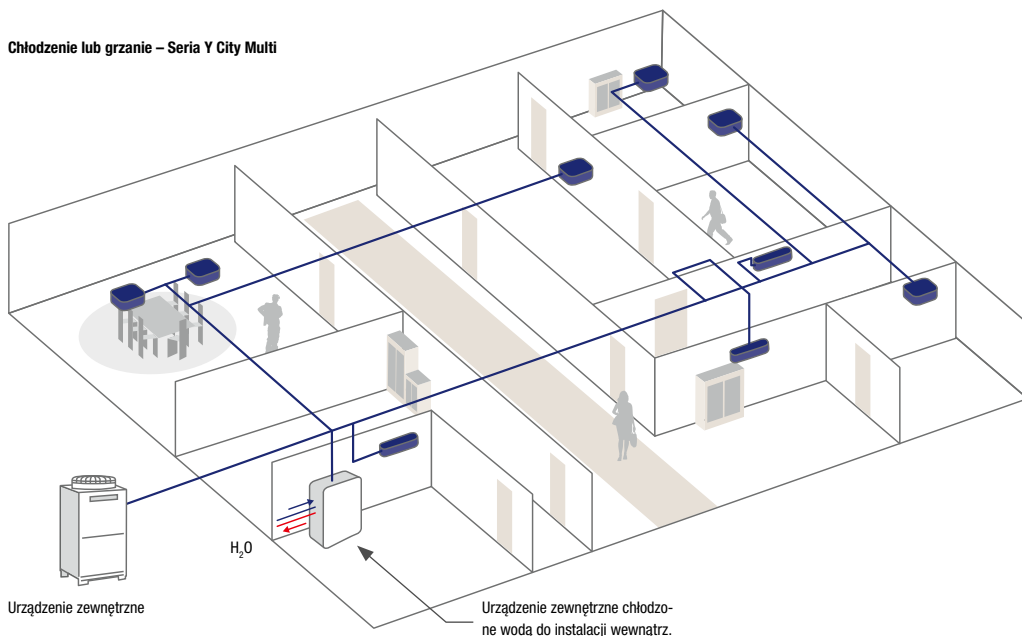 Chłodzenie lub grzanie – Seria Y City Multi
H₂O
Urządzenie zewnętrzne
Urządzenie zewnętrzne chłodzo-
ne wodą do instalacji wewnątrz.